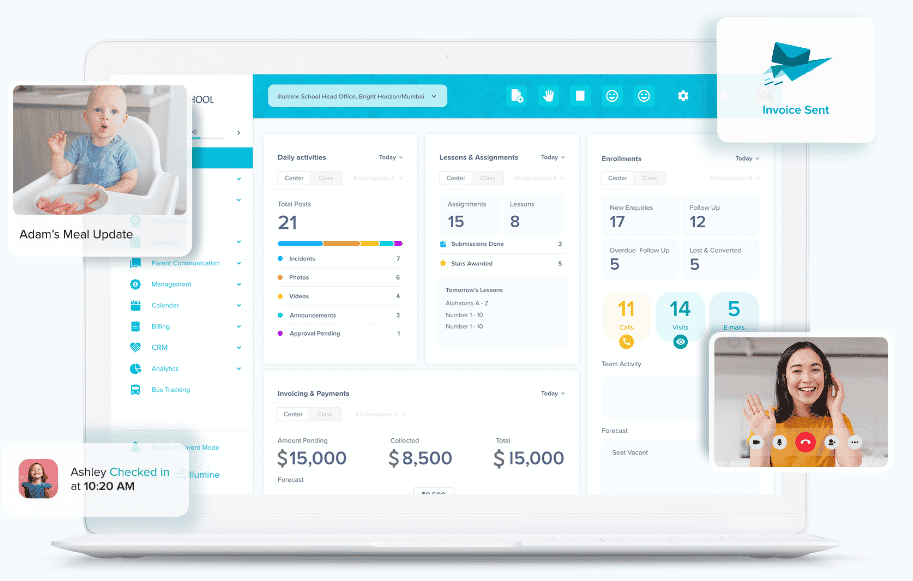 Invoice Sent
HOOL
Illumine School Head Office, Bright Horizon/Mumbai
Adam's Meal Update
Parent Communication
Management
Calendar
Billing
CRM
Analytics
Bus Tracking
Parent Mode
illumine
Ashley Checked in
at 10:20 AM
Daily activities Today
Center Class Kindergarten A
Total Posts
21
Incidents 7
Photos 6
Videos 4
Announcements 3
Approval Pending 1
Lessons & Assignments Today
Center Class Kindergarten A
Assignments Lessons
15 8
Submissions Done 3
Stars Awarded 5
Tomorrow's Lessons
Alphabets A - Z
Number 1 - 10
Number 1 - 10
Enrollments Today
Center Class Kindergarten A
New Enquiries Follow Up
17 12
Overdue Follow Up Lost & Converted
5 5
11 14 5
Calls Visits E mails
Team Activity
Forecast
Seat Vacant
Invoicing & Payments Today
Center Class Kindergarten A
Amount Pending Collected Total
$15,000 $8,500 $15,000
Forecast